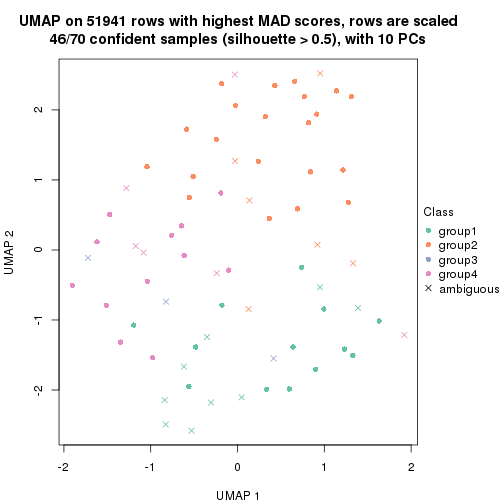 UMAP on 51941 rows with highest MAD scores, rows are scaled
46/70 confident samples (silhouette > 0.5), with 10 PCs
UMAP 2
2
1
0
-1
-2
-2
-1
0
1
2
UMAP 1
Class
group1
group2
group3
group4
ambiguous